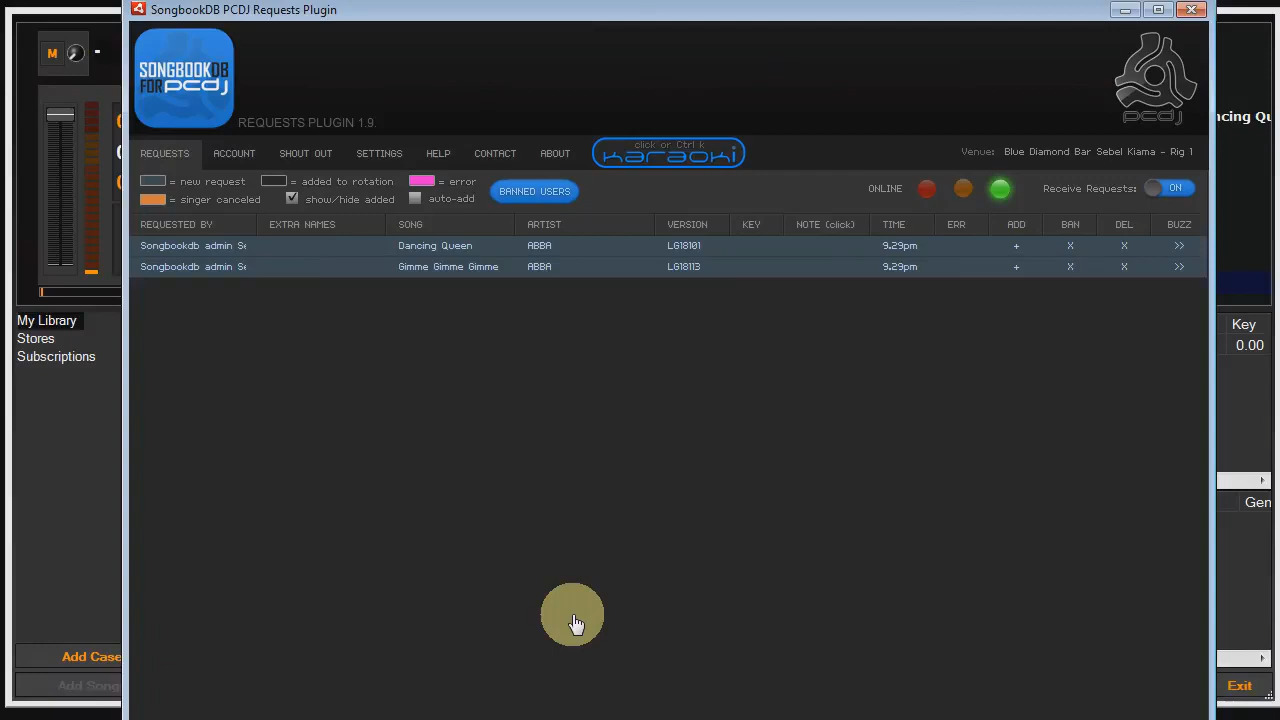 SongbookDB PCDJ Requests Plugin
M -
SONGBOOKDB
FOR pcdj
REQUESTS PLUGIN 1.9.
pcdj
REQUESTS ACCOUNT SHOUT OUT SETTINGS HELP CONTACT ABOUT
click or Ctrl k
karaoki
Venue: Blue Diamond Bar Sebel Kiama - Rig 1
= new request = added to rotation = error
= singer canceled show/hide added auto-add
BANNED USERS
ONLINE Receive Requests: ON
REQUESTED BY EXTRA NAMES SONG ARTIST VERSION KEY NOTE (click) TIME ERR ADD BAN DEL BUZZ
Songbookdb admin Se Dancing Queen ABBA LG18101 9.29pm + X X >>
Songbookdb admin Se Gimme Gimme Gimme ABBA LG18113 9.29pm + X X >>
ncing Qu
My Library
Stores
Subscriptions
Key
0.00
Gen
Add Case
Add Song
Exit